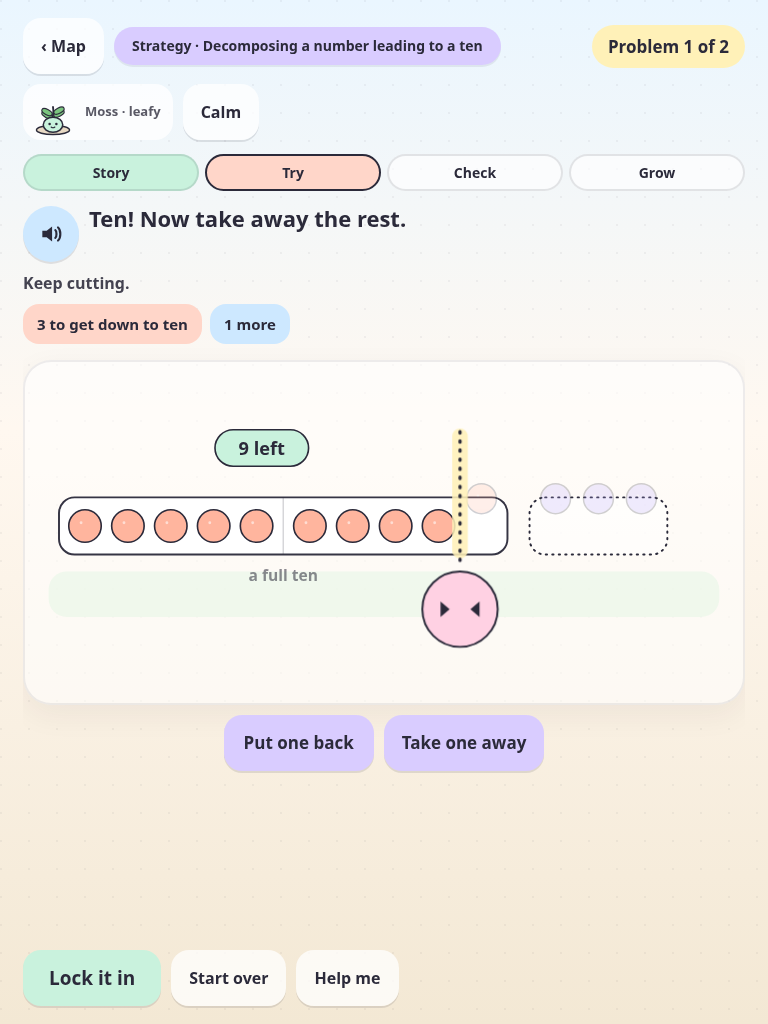 ‹ Map
Strategy · Decomposing a number leading to a ten
Problem 1 of 2
Moss · leafy
Calm
Story
Try
Check
Grow
Ten! Now take away the rest.
Keep cutting.
3 to get down to ten
1 more
9 left
a full ten
Put one back
Take one away
Lock it in
Start over
Help me